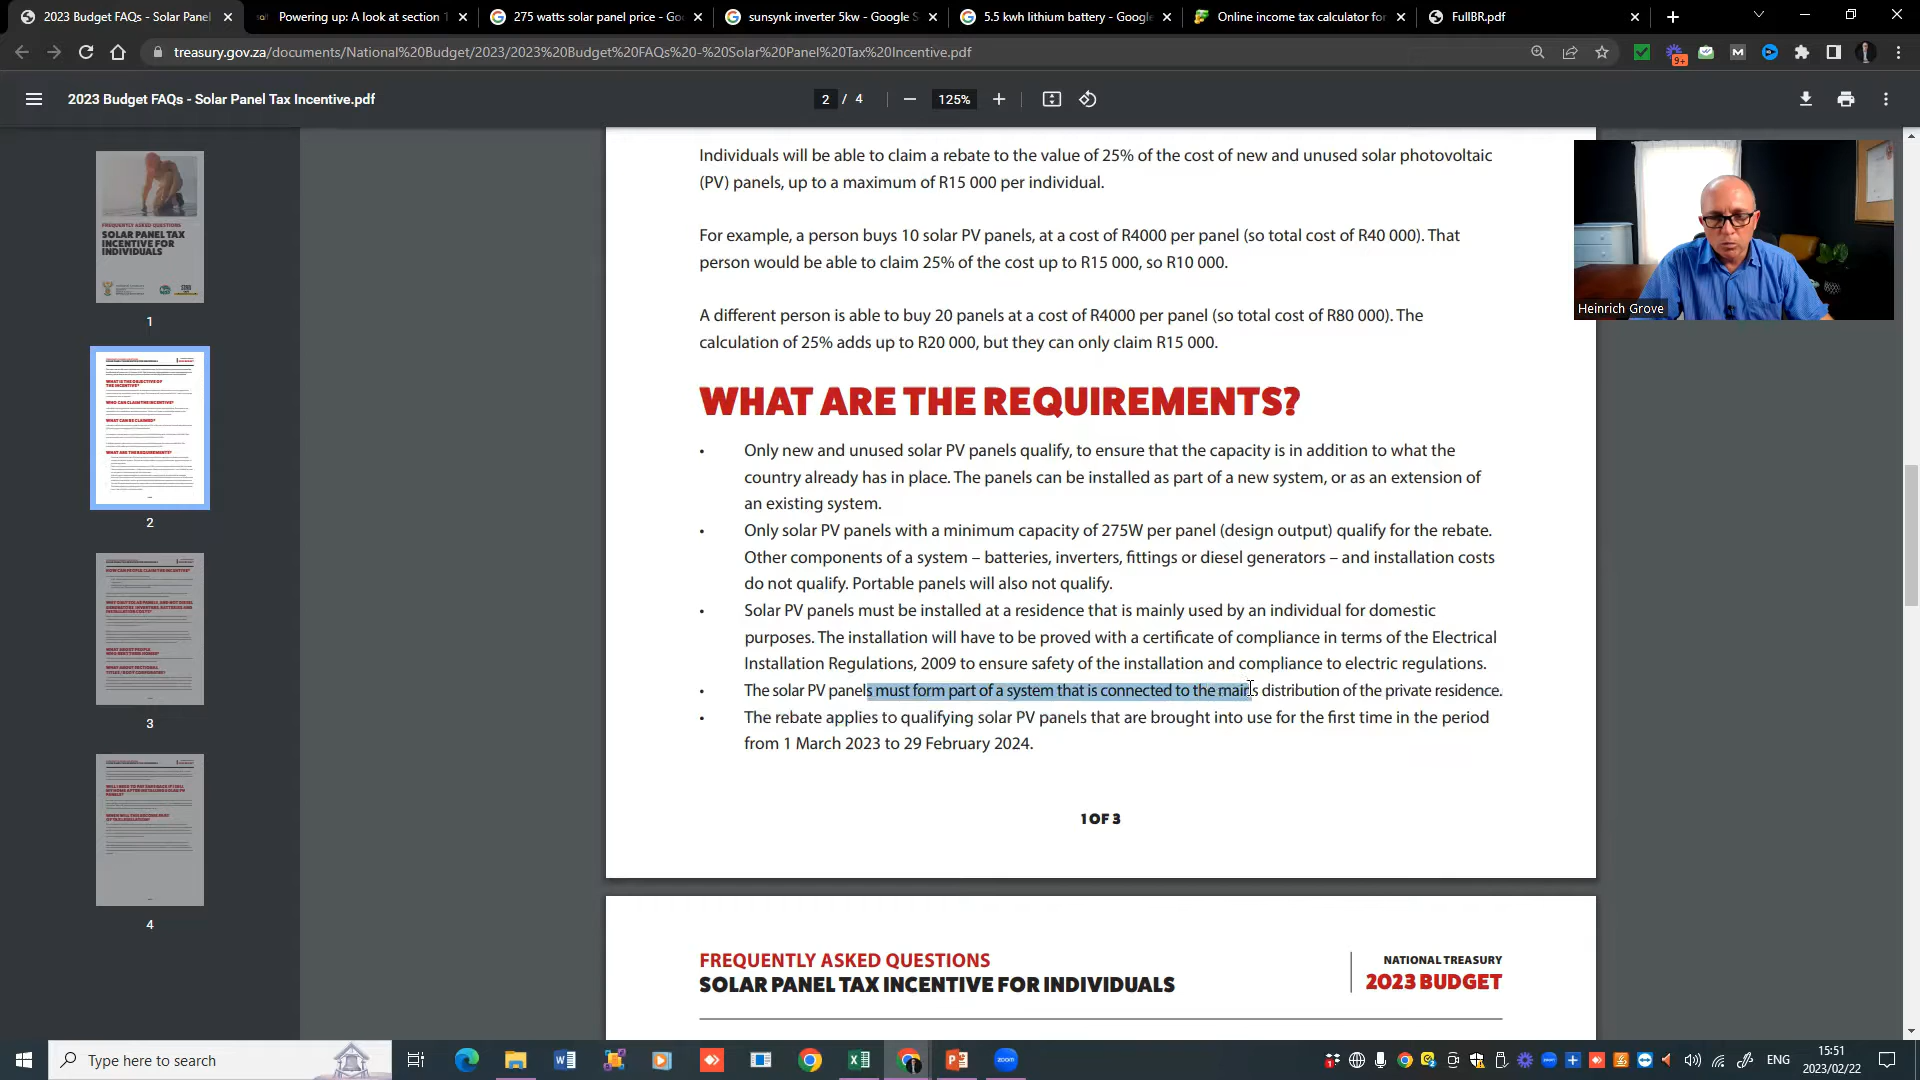 2023 Budget FAQs - Solar Panel
Powering up: A look at section 1
275 watts solar panel price - Goo
sunsynk inverter 5kw - Google S
5.5 kwh lithium battery - Google
Online income tax calculator for
FullBR.pdf
treasury.gov.za/documents/National%20Budget/2023/2023%20Budget%20FAQs%20-%20Solar%20Panel%20Tax%20Incentive.pdf
9+
2023 Budget FAQs - Solar Panel Tax Incentive.pdf
2 / 4
125%
FREQUENTLY ASKED QUESTIONS
SOLAR PANEL TAX
INCENTIVE FOR
INDIVIDUALS
1
2
3
4
Individuals will be able to claim a rebate to the value of 25% of the cost of new and unused solar photovoltaic
(PV) panels, up to a maximum of R15 000 per individual.
For example, a person buys 10 solar PV panels, at a cost of R4000 per panel (so total cost of R40 000). That
person would be able to claim 25% of the cost up to R15 000, so R10 000.
A different person is able to buy 20 panels at a cost of R4000 per panel (so total cost of R80 000). The
calculation of 25% adds up to R20 000, but they can only claim R15 000.
WHAT ARE THE REQUIREMENTS?
• Only new and unused solar PV panels qualify, to ensure that the capacity is in addition to what the
country already has in place. The panels can be installed as part of a new system, or as an extension of
an existing system.
• Only solar PV panels with a minimum capacity of 275W per panel (design output) qualify for the rebate.
Other components of a system – batteries, inverters, fittings or diesel generators – and installation costs
do not qualify. Portable panels will also not qualify.
• Solar PV panels must be installed at a residence that is mainly used by an individual for domestic
purposes. The installation will have to be proved with a certificate of compliance in terms of the Electrical
Installation Regulations, 2009 to ensure safety of the installation and compliance to electric regulations.
• The solar PV panels must form part of a system that is connected to the mains distribution of the private residence.
• The rebate applies to qualifying solar PV panels that are brought into use for the first time in the period
from 1 March 2023 to 29 February 2024.
1 OF 3
FREQUENTLY ASKED QUESTIONS
SOLAR PANEL TAX INCENTIVE FOR INDIVIDUALS
NATIONAL TREASURY
2023 BUDGET
Heinrich Grove
Type here to search
zoom
ENG
15:51
2023/02/22